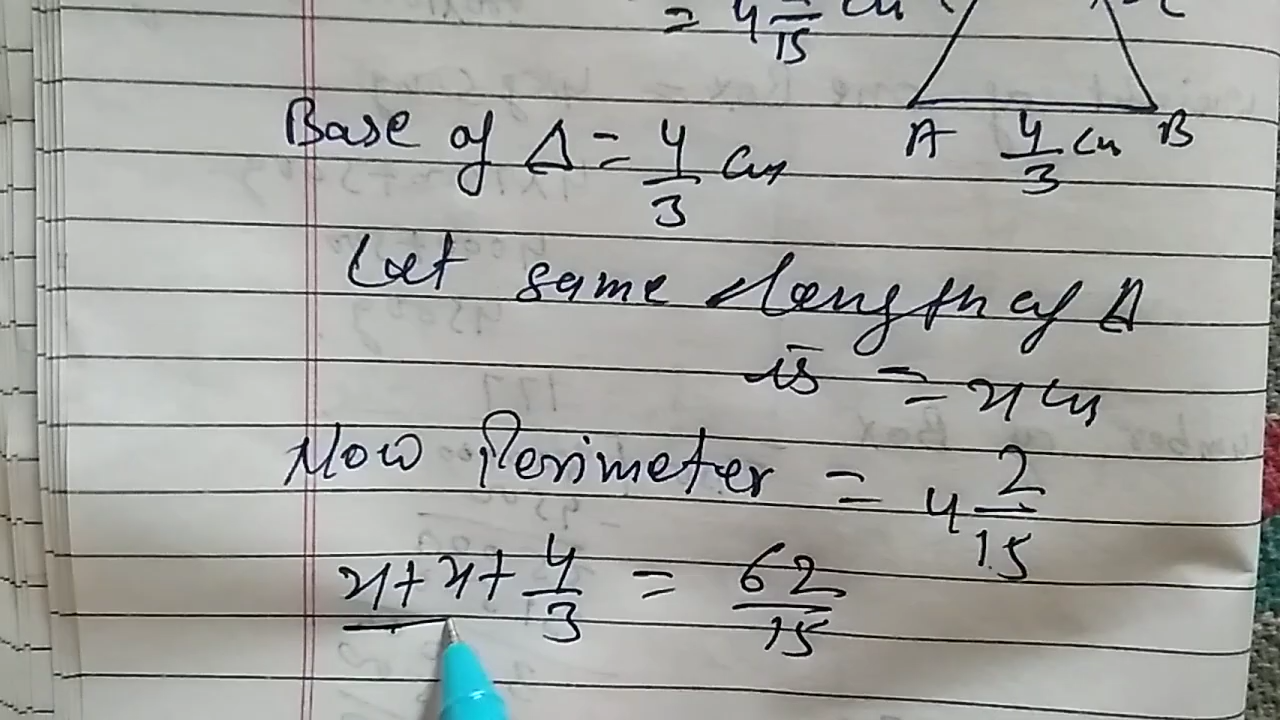 = 4 2/15 cm
C
A 4/3 cm B
Base of Δ = 4/3 cm
Let same length of Δ
is = x cm
Now Perimeter = 4 2/15
x + x + 4/3 = 62/15